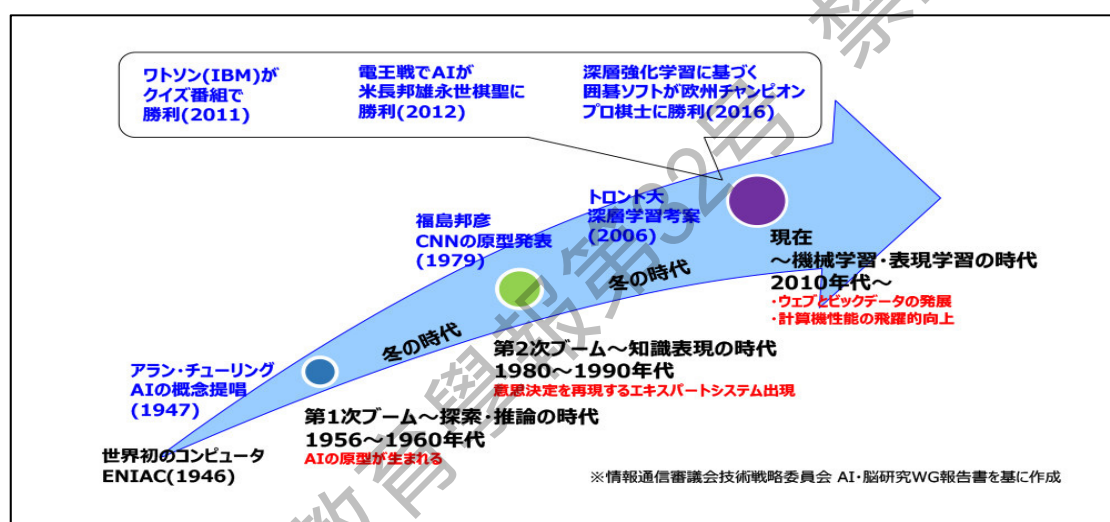 ワトソン(IBM)が
クイズ番組で
勝利(2011)
電王戦でAIが
米長邦雄永世棋聖に
勝利(2012)
深層強化学習に基づく
囲碁ソフトが欧州チャンピオン
プロ棋士に勝利(2016)
トロント大
深層学習考案
(2006)
福島邦彦
CNNの原型発表
(1979)
現在
～機械学習・表現学習の時代
2010年代～
・ウェブとビックデータの発展
・計算機性能の飛躍的向上
冬の時代
冬の時代
第2次ブーム～知識表現の時代
1980～1990年代
意思決定を再現するエキスパートシステム出現
アラン・チューリング
AIの概念提唱
(1947)
第1次ブーム～探索・推論の時代
1956～1960年代
AIの原型が生まれる
世界初のコンピュータ
ENIAC(1946)
※情報通信審議会技術戦略委員会 AI・脳研究WG報告書を基に作成
教育學報第32号 禁